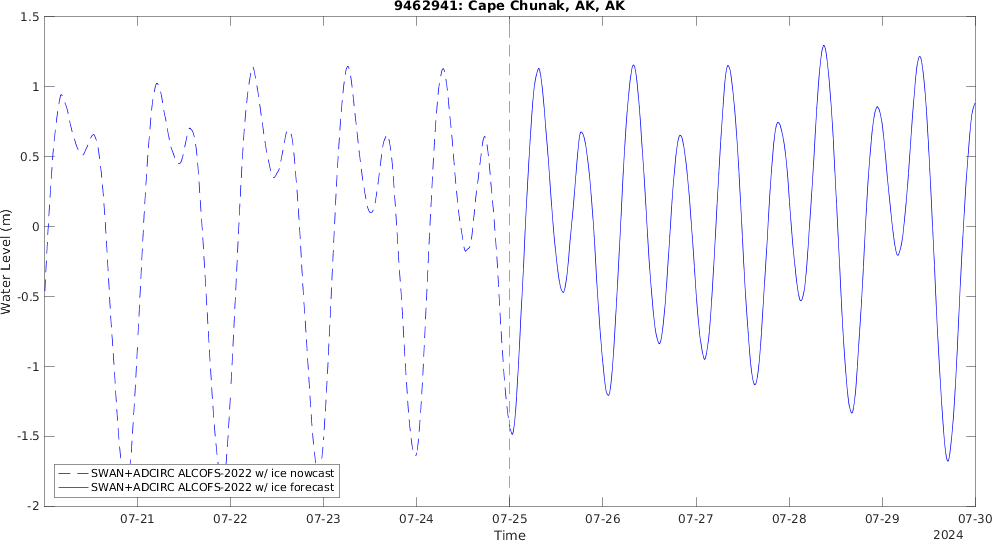 9462941: Cape Chunak, AK, AK
1.5
1
0.5
0
-0.5
-1
-1.5
-2
Water Level (m)
SWAN+ADCIRC ALCOFS-2022 w/ ice nowcast
SWAN+ADCIRC ALCOFS-2022 w/ ice forecast
07-21 07-22 07-23 07-24 07-25 07-26 07-27 07-28 07-29 07-30
Time
2024